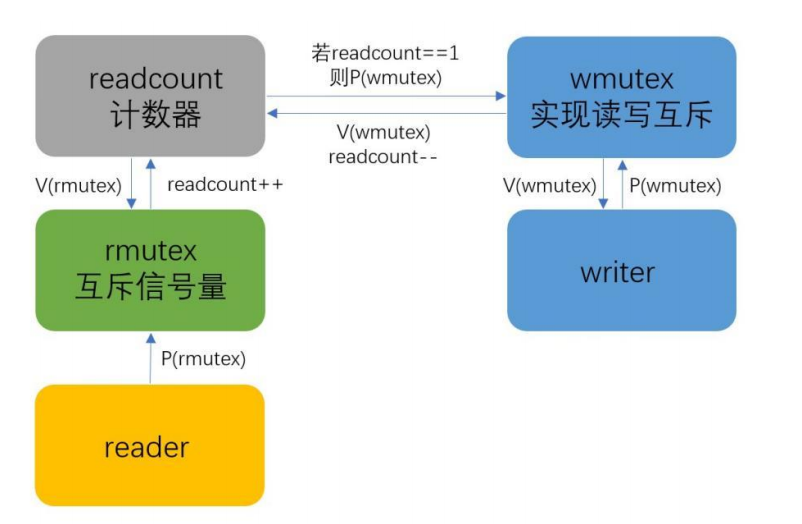 readcount
计数器
若readcount==1
则P(wmutex)
wmutex
实现读写互斥
V(wmutex)
readcount--
V(rmutex)
readcount++
V(wmutex)
P(wmutex)
rmutex
互斥信号量
writer
P(rmutex)
reader